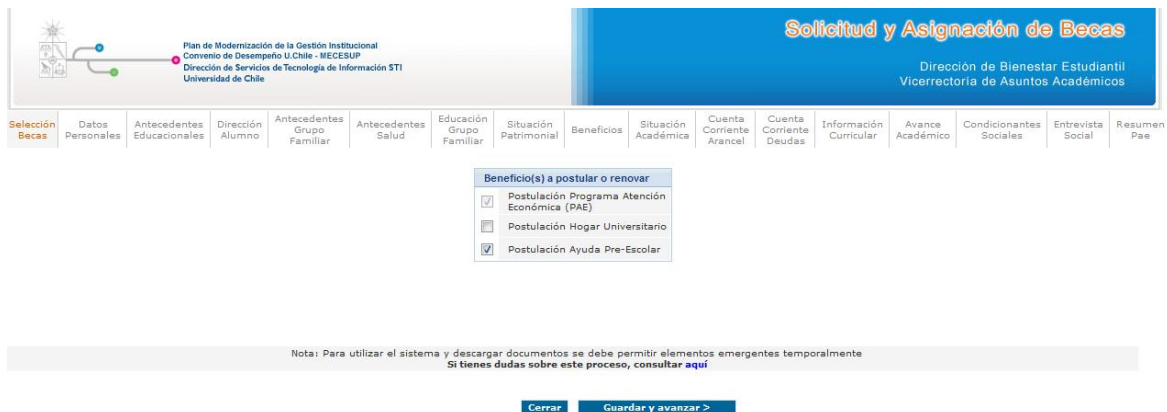 Plan de Modernización de la Gestión Institucional
Convenio de Desempeño U.Chile - MECESUP
Dirección de Servicios de Tecnología de Información STI
Universidad de Chile
Solicitud y Asignación de Becas
Dirección de Bienestar Estudiantil
Vicerrectoría de Asuntos Académicos
Selección
Becas
Datos
Personales
Antecedentes
Educacionales
Dirección
Alumno
Antecedentes
Grupo
Familiar
Antecedentes
Salud
Educación
Grupo
Familiar
Situación
Patrimonial
Beneficios
Situación
Académica
Cuenta
Corriente
Arancel
Cuenta
Corriente
Deudas
Información
Curricular
Avance
Académico
Condicionantes
Sociales
Entrevista
Social
Resumen
Pae
Beneficio(s) a postular o renovar
Postulación Programa Atención
Económica (PAE)
Postulación Hogar Universitario
Postulación Ayuda Pre-Escolar
Nota: Para utilizar el sistema y descargar documentos se debe permitir elementos emergentes temporalmente
Si tienes dudas sobre este proceso, consultar aquí
Cerrar
Guardar y avanzar >